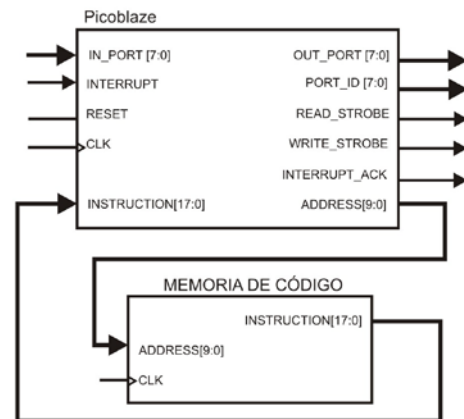 Picoblaze
IN_PORT [7:0]
INTERRUPT
RESET
CLK
INSTRUCTION[17:0]
OUT_PORT [7:0]
PORT_ID [7:0]
READ_STROBE
WRITE_STROBE
INTERRUPT_ACK
ADDRESS[9:0]
MEMORIA DE CÓDIGO
INSTRUCTION[17:0]
ADDRESS[9:0]
CLK